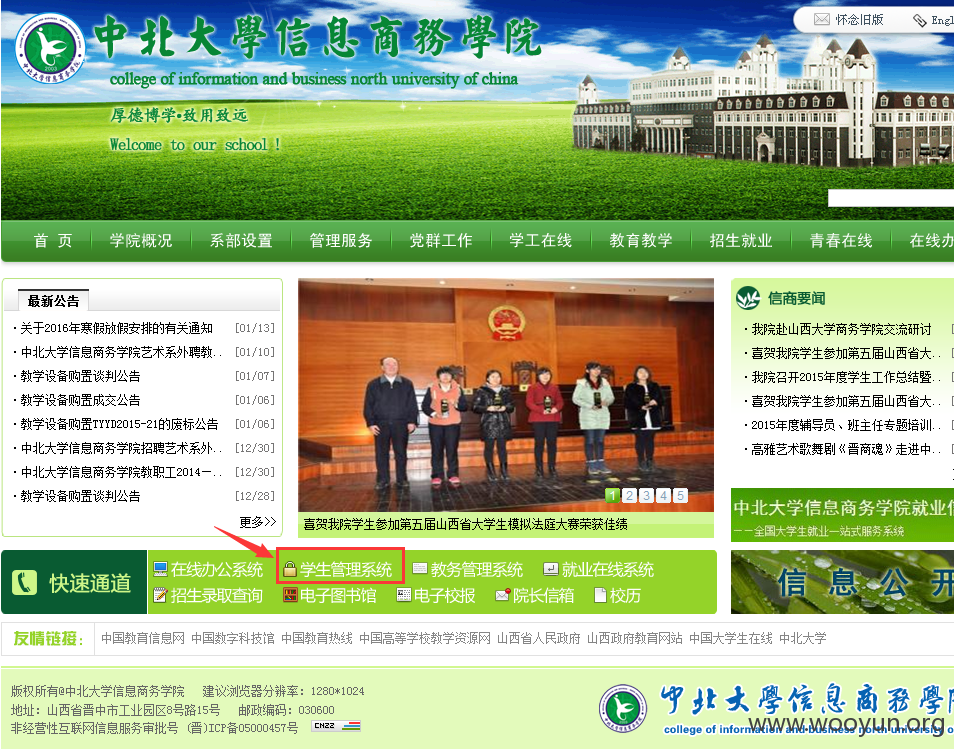 中北大學信息商務學院
college of information and business north university of china
厚德博学·致用致远
Welcome to our school !
怀念旧版
Engl
首 页 学院概况 系部设置 管理服务 党群工作 学工在线 教育教学 招生就业 青春在线 在线办
最新公告
·关于2016年寒假放假安排的有关通知 [01/13]
·中北大学信息商务学院艺术系外聘教.. [01/10]
·教学设备购置谈判公告 [01/07]
·教学设备购置成交公告 [01/06]
·教学设备购置TYYD2015-21的废标公告 [01/06]
·中北大学信息商务学院招聘艺术系外.. [12/30]
·中北大学信息商务学院教职工2014一.. [12/30]
·教学设备购置谈判公告 [12/28]
更多>>
1 2 3 4 5
喜贺我院学生参加第五届山西省大学生模拟法庭大赛荣获佳绩
信商要闻
·我院赴山西大学商务学院交流研讨
·喜贺我院学生参加第五届山西省大..
·我院召开2015年度学生工作总结暨..
·喜贺我院学生参加第五届山西省大..
·2015年度辅导员、班主任专题培训..
·高雅艺术歌舞剧《晋商魂》走进中..
中北大学信息商务学院就业信
——全国大学生就业一站式服务系统
快速通道
在线办公系统 学生管理系统 教务管理系统 就业在线系统
招生录取查询 电子图书馆 电子校报 院长信箱 校历
信息公开
友情链接: 中国教育信息网 中国数字科技馆 中国教育热线 中国高等学校教学资源网 山西省人民政府 山西政府教育网站 中国大学生在线 中北大学
版权所有@中北大学信息商务学院 建议浏览器分辨率: 1280*1024
地址: 山西省晋中市工业园区8号路15号 邮政编码: 030600
非经营性互联网信息服务审批号 (晋)ICP备05000457号 CNZZ
中北大學信息商務學院
college of information and business north university of
www.wooyun.org